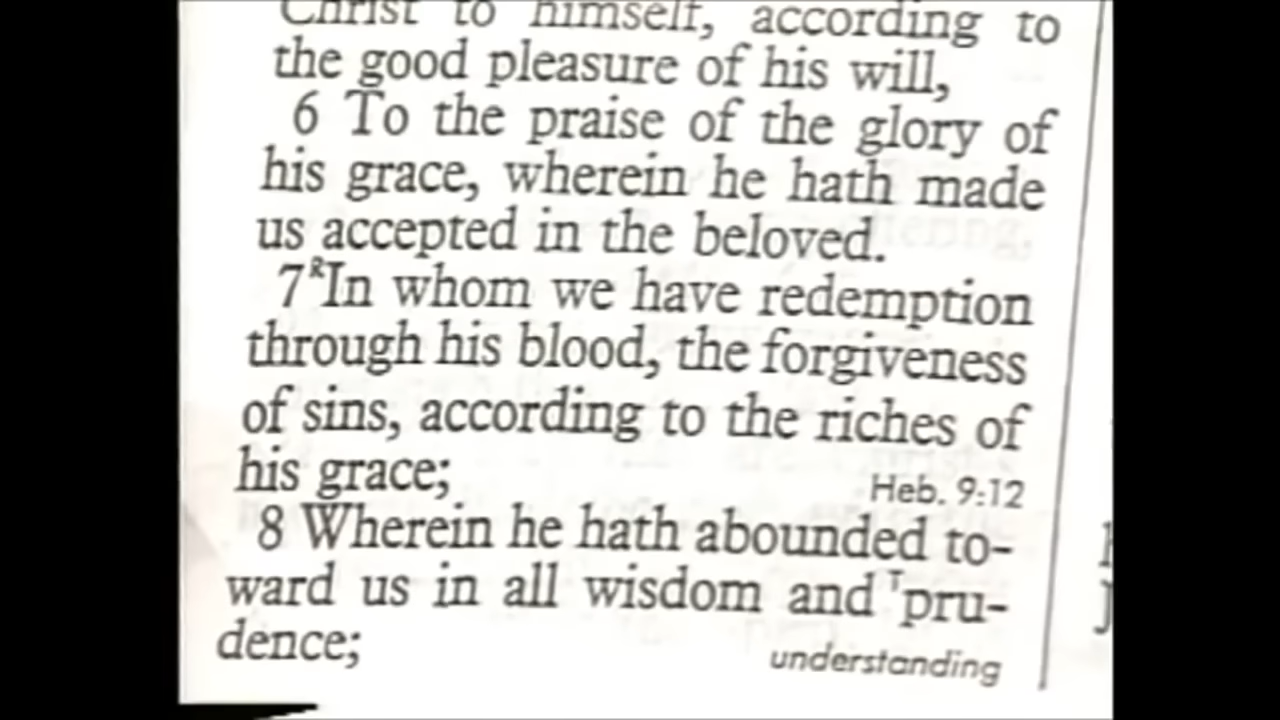 Christ to himself, according to
the good pleasure of his will,
6 To the praise of the glory of
his grace, wherein he hath made
us accepted in the beloved.
7 ᴿIn whom we have redemption
through his blood, the forgiveness
of sins, according to the riches of
his grace; Heb. 9:12
8 Wherein he hath abounded to-
ward us in all wisdom and ᵀpru-
dence; understanding